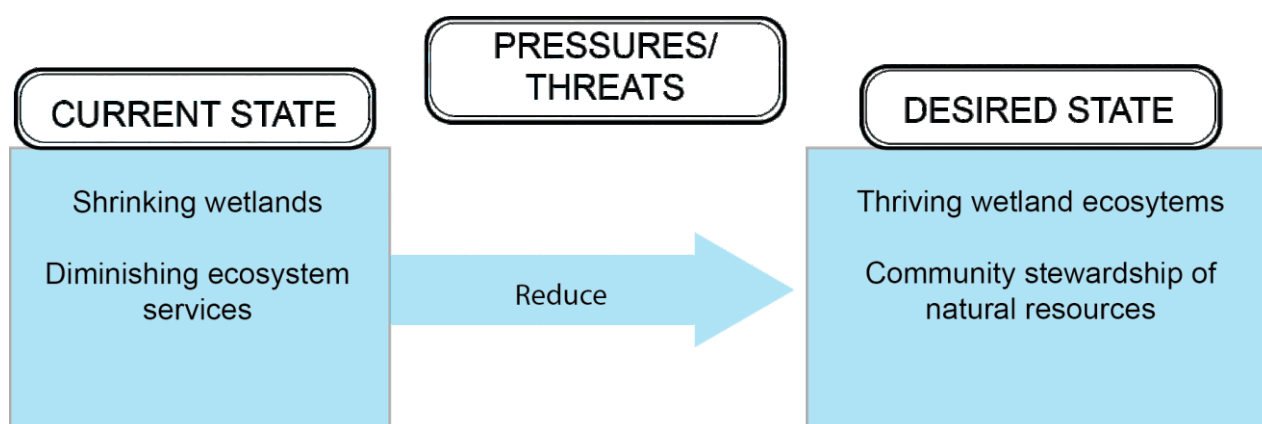 PRESSURES/
THREATS
CURRENT STATE
DESIRED STATE
Shrinking wetlands
Diminishing ecosystem
services
Reduce
Thriving wetland ecosytems
Community stewardship of
natural resources